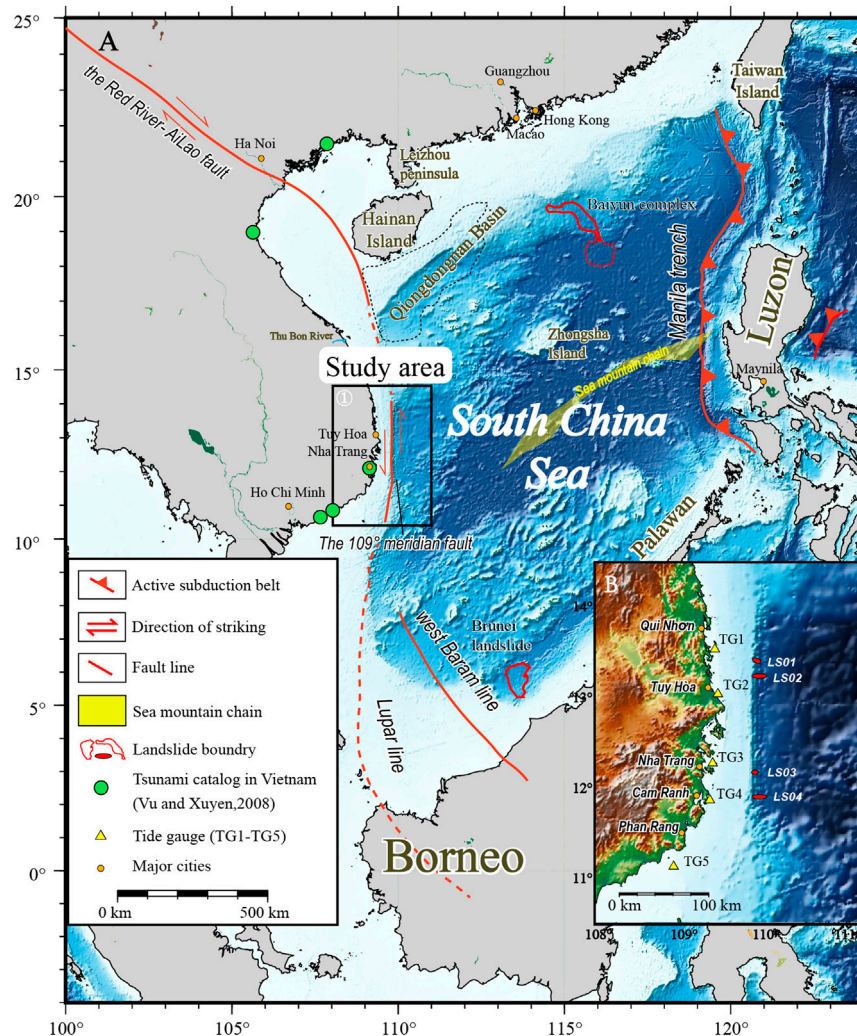 25°
20°
15°
10°
5°
0°
100°
105°
110°
115°
120°
A
the Red River- AiLao fault
Guangzhou
Hong Kong
Macao
Taiwan
Island
Ha Noi
Leizhou
peninsula
Hainan
Island
Qiongdongnan Basin
Baiyun complex
Manila trench
Luzon
Thu Bon River
Zhongsha
Island
Sea mountain chain
Maynila
Study area
①
Tuy Hoa
Nha Trang
South China
Sea
Ho Chi Minh
The 109° meridian fault
Palawan
Brunei
landslide
west Baram line
Lupar line
Borneo
Active subduction belt
Direction of striking
Fault line
Sea mountain chain
Landslide boundry
Tsunami catalog in Vietnam
(Vu and Xuyen,2008)
Tide gauge (TG1-TG5)
Major cities
0 km
500 km
B
14°
13°
12°
11°
108°
109°
110°
111°
Qui Nhơn
TG1
LS01
LS02
Tuy Hòa
TG2
Nha Trang
TG3
LS03
Cam Ranh
TG4
LS04
Phan Rang
TG5
0 km
100 km